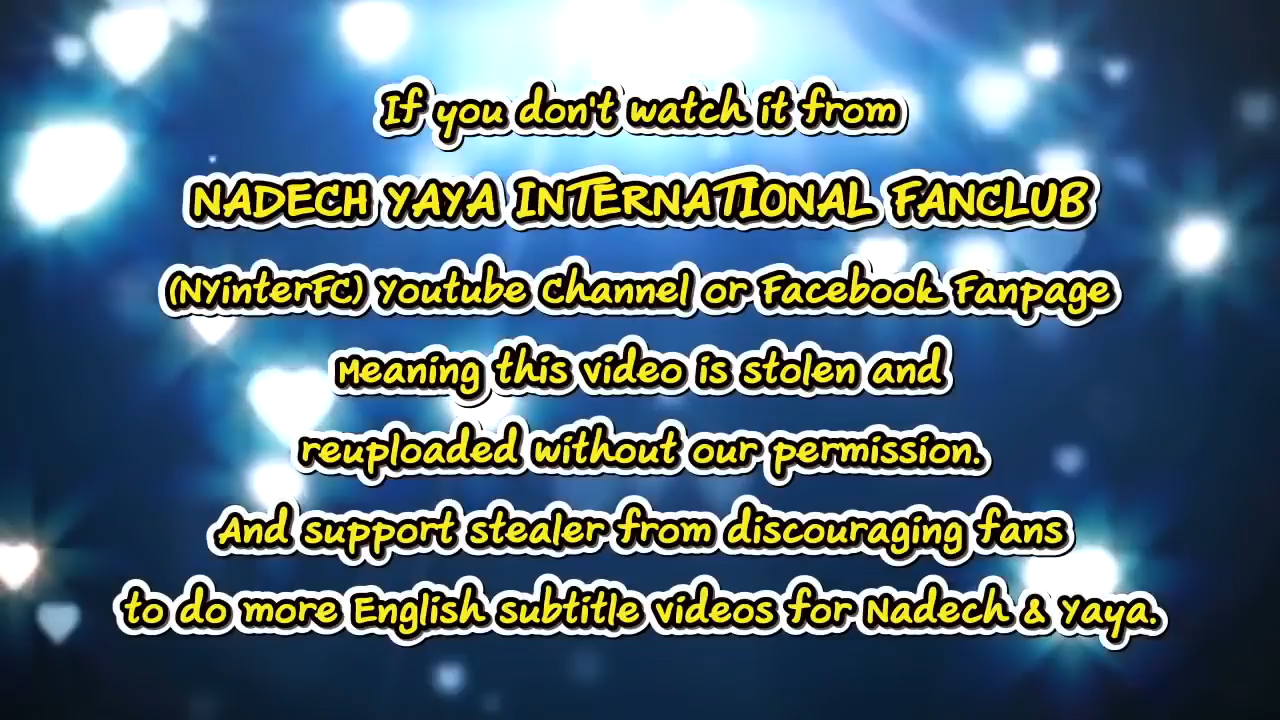 If you don't watch it from
NADECH YAYA INTERNATIONAL FANCLUB
(NYinterFC) Youtube Channel or Facebook Fanpage
Meaning this video is stolen and
reuploaded without our permission.
And support stealer from discouraging fans
to do more English subtitle videos for Nadech & Yaya.